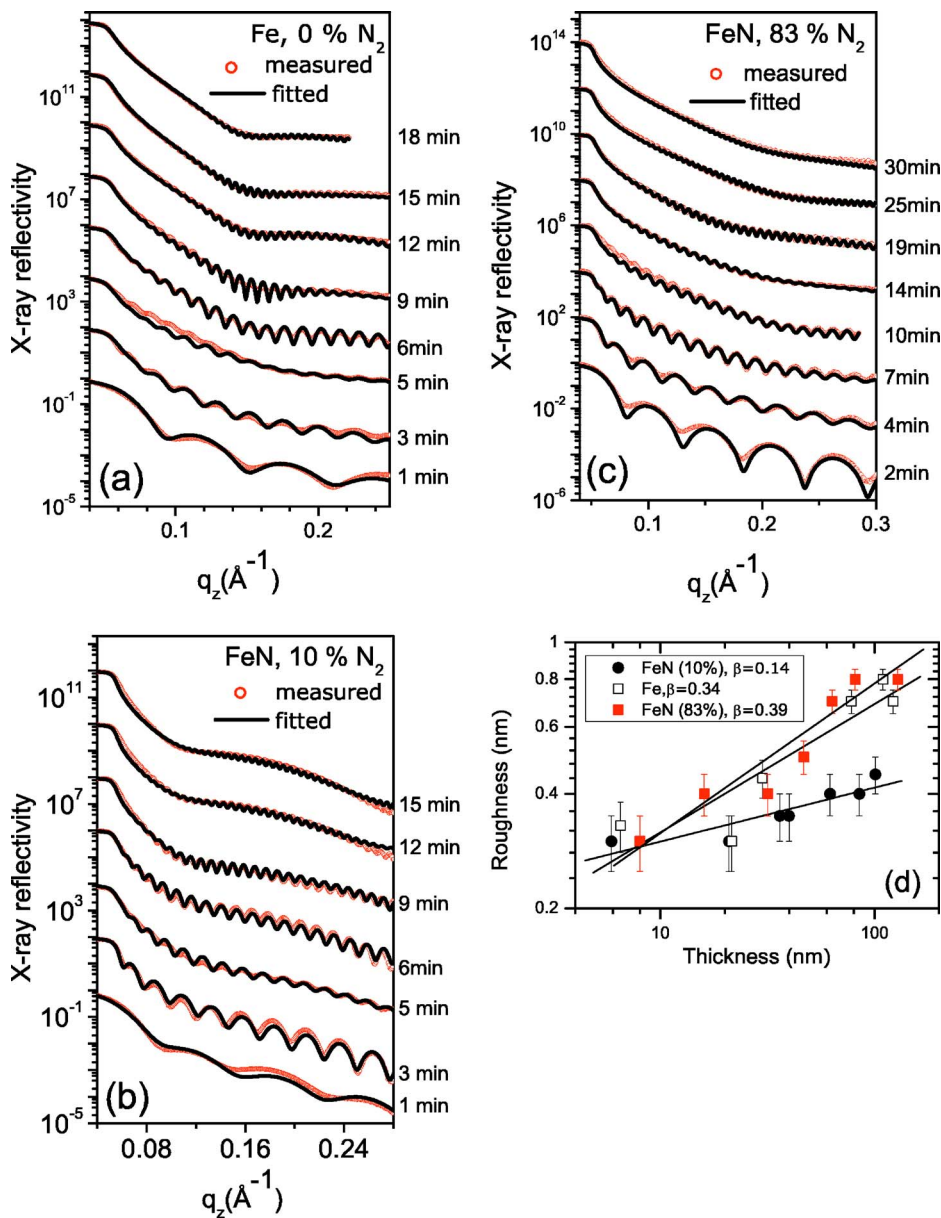 Fe, 0 % N2
measured
fitted
10^11
10^7
10^3
10^-1
10^-5
X-ray reflectivity
18 min
15 min
12 min
9 min
6min
5 min
3 min
1 min
(a)
0.1
0.2
qz(Å^-1)
FeN, 83 % N2
measured
fitted
10^14
10^10
10^6
10^2
10^-2
10^-6
X-ray reflectivity
30min
25min
19min
14min
10min
7min
4min
2min
(c)
0.1
0.2
0.3
qz(Å^-1)
FeN, 10 % N2
measured
fitted
10^11
10^7
10^3
10^-1
10^-5
X-ray reflectivity
15 min
12 min
9 min
6min
5 min
3 min
1 min
(b)
0.08
0.16
0.24
qz(Å^-1)
FeN (10%), β=0.14
Fe,β=0.34
FeN (83%), β=0.39
1
0.8
0.6
0.4
0.2
Roughness (nm)
(d)
10
100
Thickness (nm)